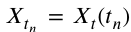 X_{t_n} = X_t(t_n)